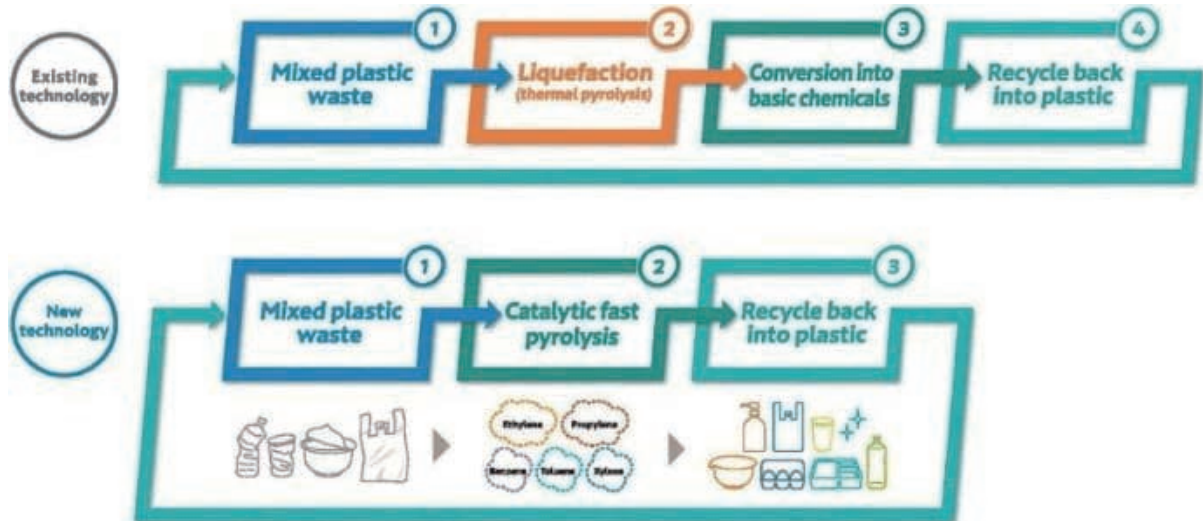 Existing
technology
1
Mixed plastic
waste
2
Liquefaction
(thermal pyrolysis)
3
Conversion into
basic chemicals
4
Recycle back
into plastic
New
technology
1
Mixed plastic
waste
2
Catalytic fast
pyrolysis
3
Recycle back
into plastic
Ethylene
Propylene
Benzene
Toluene
Xylene